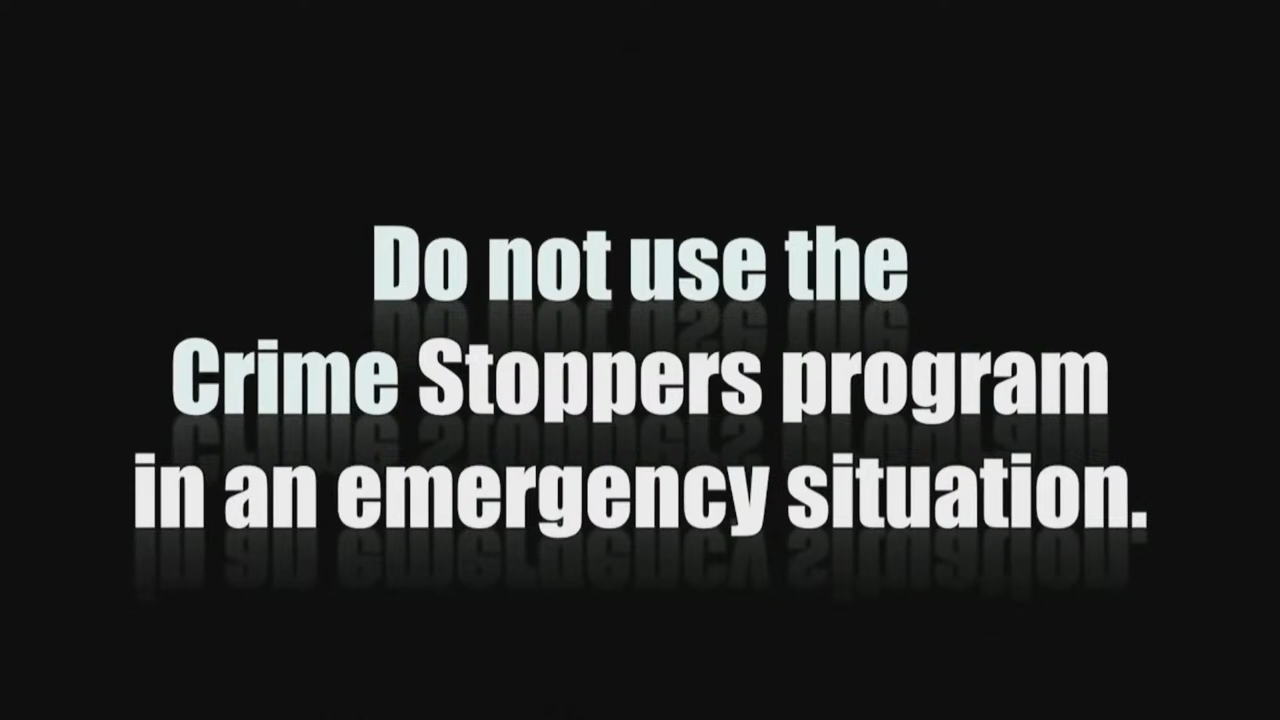 Do not use the
Crime Stoppers program
in an emergency situation.